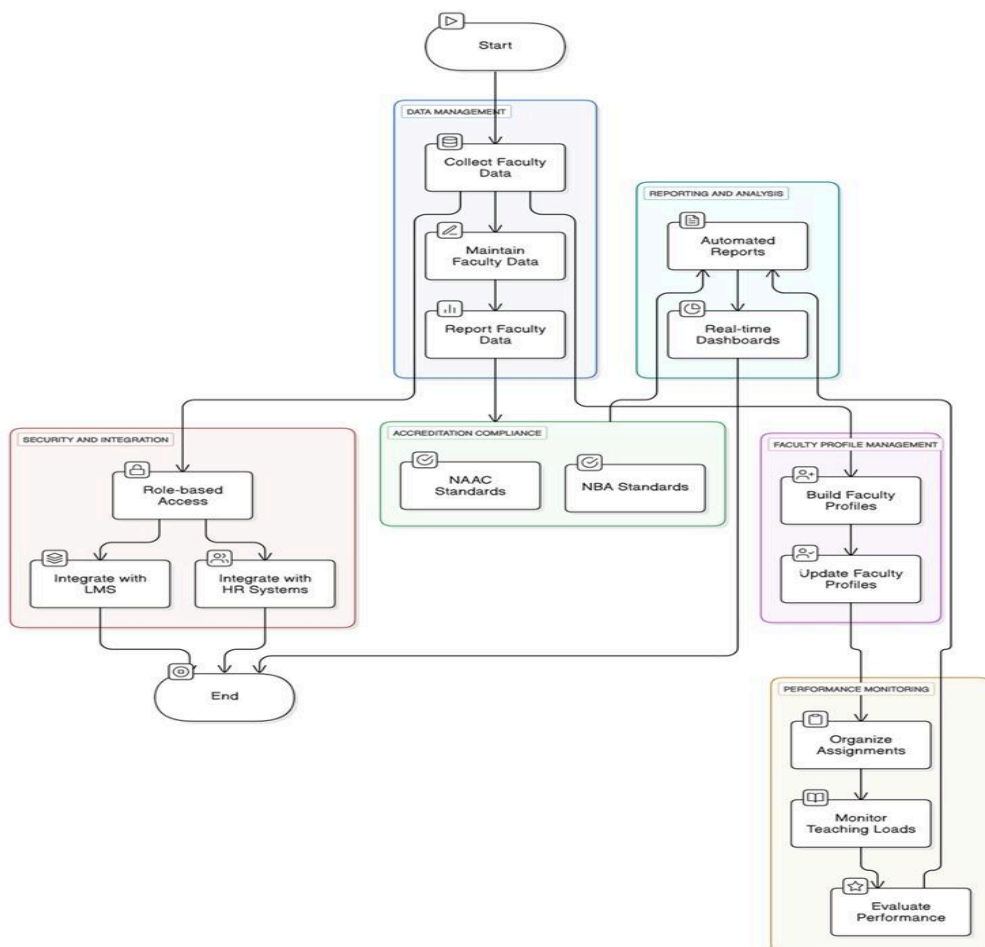 Start
DATA MANAGEMENT
Collect Faculty
Data
Maintain
Faculty Data
Report Faculty
Data
REPORTING AND ANALYSIS
Automated
Reports
Real-time
Dashboards
SECURITY AND INTEGRATION
Role-based
Access
Integrate with
LMS
Integrate with
HR Systems
End
ACCREDITATION COMPLIANCE
NAAC
Standards
NBA Standards
FACULTY PROFILE MANAGEMENT
Build Faculty
Profiles
Update Faculty
Profiles
PERFORMANCE MONITORING
Organize
Assignments
Monitor
Teaching Loads
Evaluate
Performance